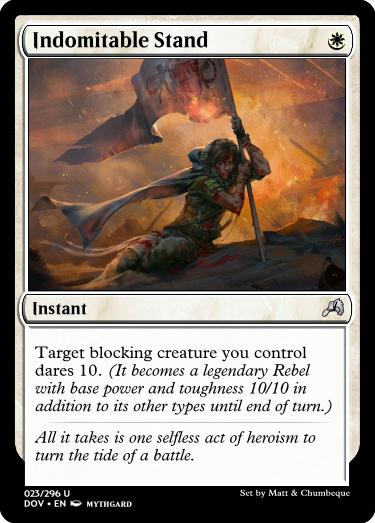 Indomitable Stand
Instant
Target blocking creature you control
dares 10. (It becomes a legendary Rebel
with base power and toughness 10/10 in
addition to its other types until end of turn.)
All it takes is one selfless act of heroism to
turn the tide of a battle.
023/296 U
DOV • EN MYTHGARD
Set by Matt & Chumbeque